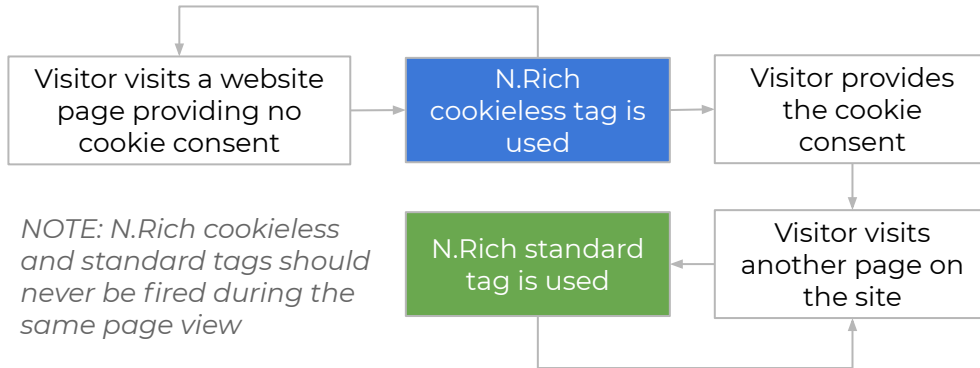 Visitor visits a website
page providing no
cookie consent
N.Rich
cookieless tag is
used
Visitor provides
the cookie
consent
NOTE: N.Rich cookieless
and standard tags should
never be fired during the
same page view
N.Rich standard
tag is used
Visitor visits
another page on
the site